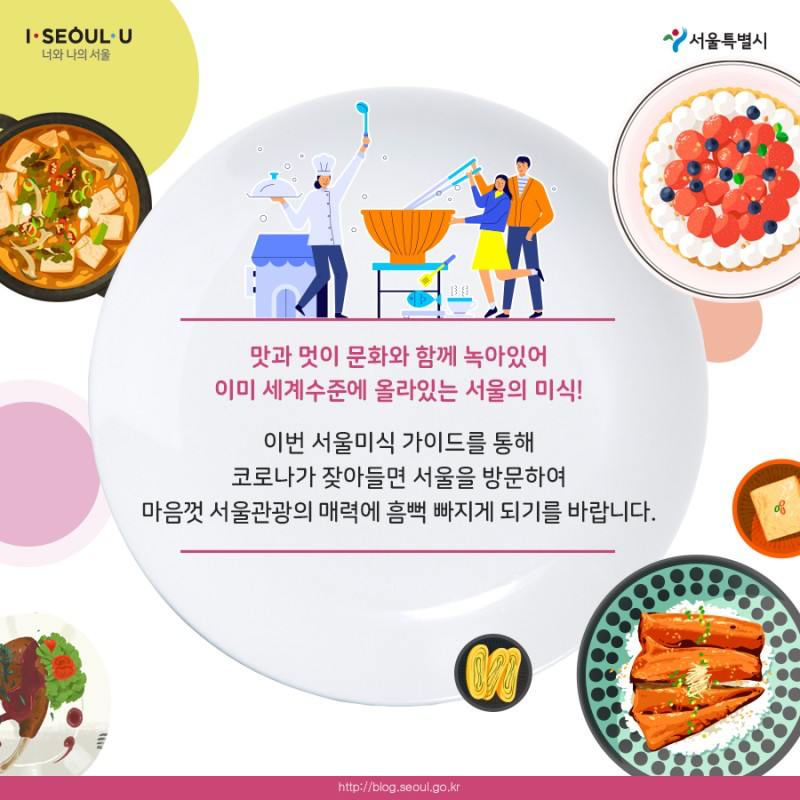 I·SEOUL·U
너와 나의 서울
서울특별시
맛과 멋이 문화와 함께 녹아있어
이미 세계수준에 올라있는 서울의 미식!
이번 서울미식 가이드를 통해
코로나가 잦아들면 서울을 방문하여
마음껏 서울관광의 매력에 흠뻑 빠지게 되기를 바랍니다.
http://blog.seoul.go.kr